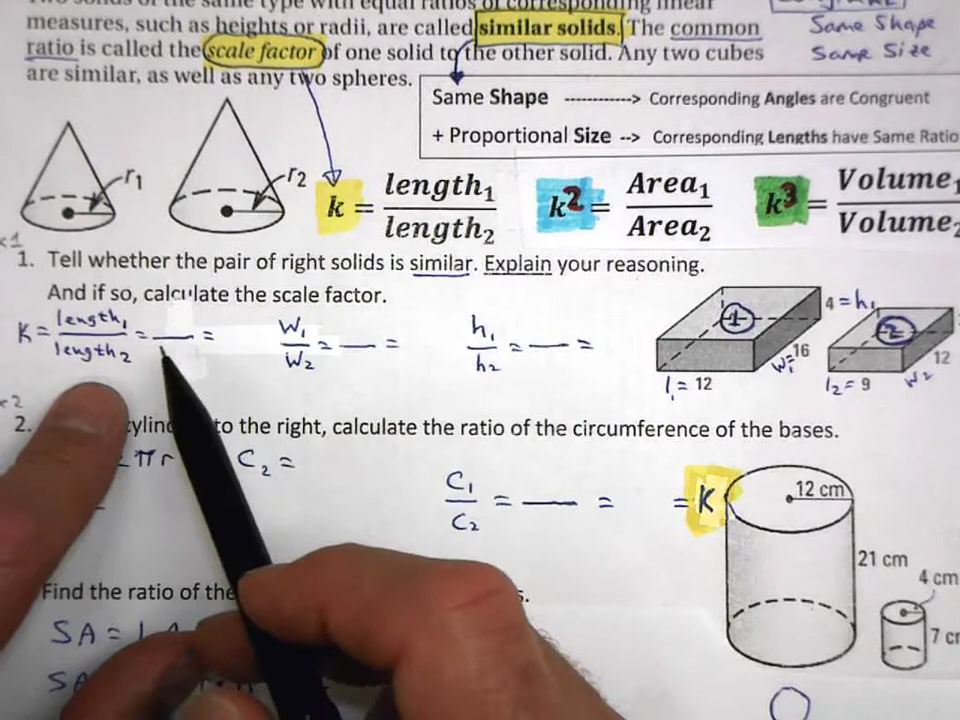 measures, such as heights or radii, are called similar solids. The common
ratio is called the scale factor of one solid to the other solid. Any two cubes
are similar, as well as any two spheres.
Same Shape
Same Size
Same Shape ------------> Corresponding Angles are Congruent
+ Proportional Size --> Corresponding Lengths have Same Ratio
r1
r2
k = length₁ / length₂
k² = Area₁ / Area₂
k³ = Volume₁ / Volume₂
1. Tell whether the pair of right solids is similar. Explain your reasoning.
And if so, calculate the scale factor.
K = length₁ / length₂ = — =
W₁ / W₂ = — =
h₁ / h₂ = — =
1
4 = h₁
16
W₁
l₁ = 12
2
12
W₂
l₂ = 9
2.
to the right, calculate the ratio of the circumference of the bases.
2πr
C₂ =
C₁ / C₂ = — = = K
12 cm
21 cm
4 cm
7 cm
Find the ratio of the
SA =